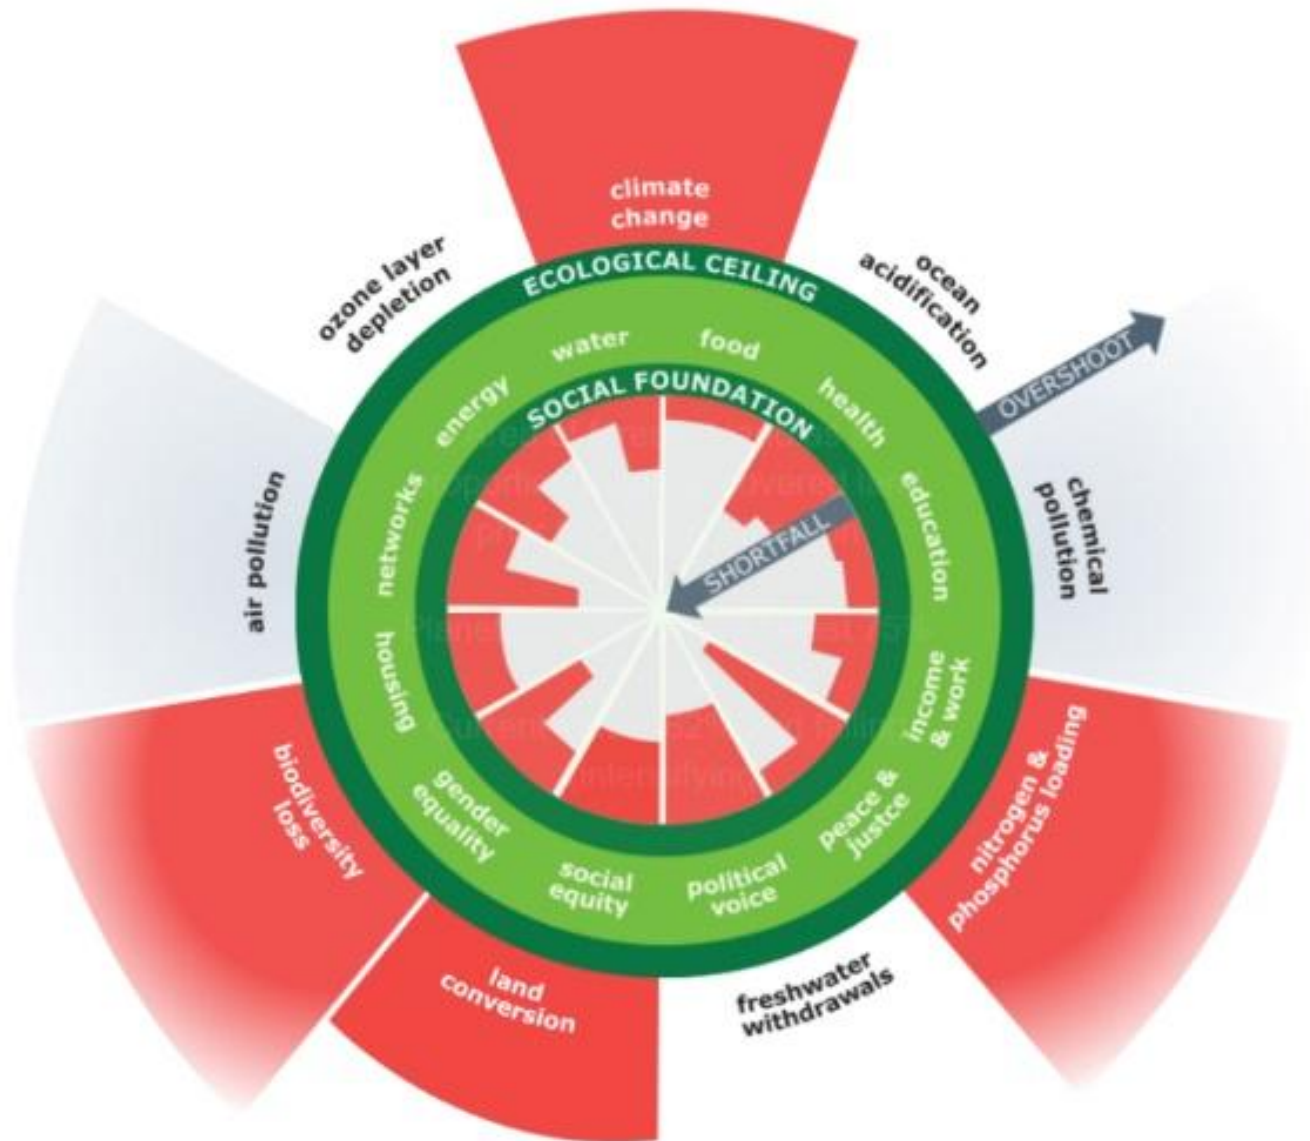 climate
change
ECOLOGICAL CEILING
ozone layer
depletion
ocean
acidification
OVERSHOOT
water
food
energy
health
SOCIAL FOUNDATION
networks
education
SHORTFALL
air pollution
chemical
pollution
housing
income
& work
biodiversity
loss
gender
equality
social
equity
political
voice
peace &
justce
nitrogen &
phosphorus loading
land
conversion
freshwater
withdrawals